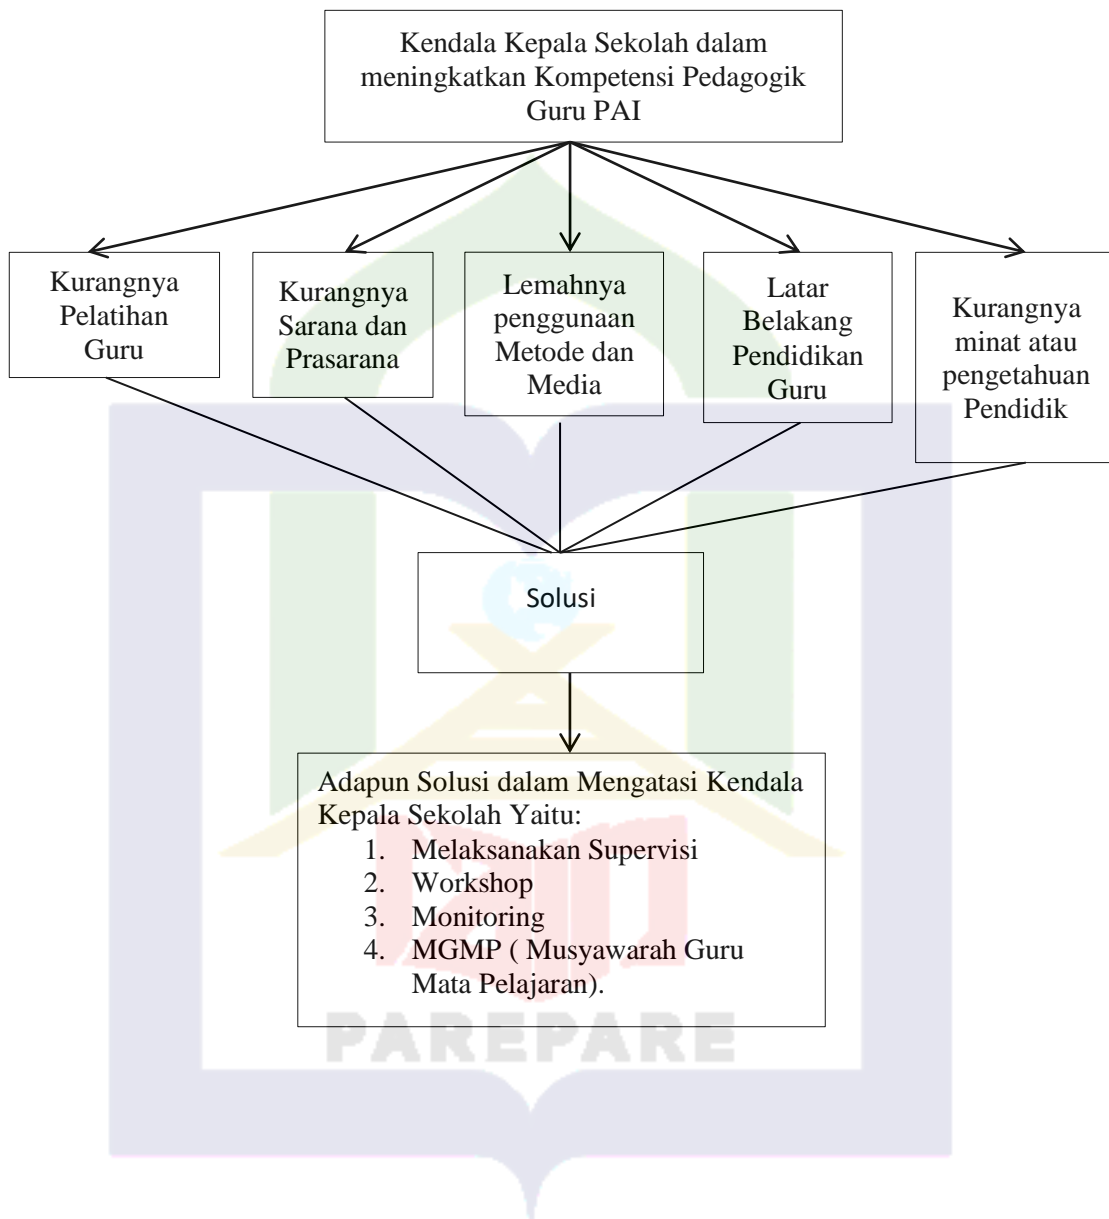 Kendala Kepala Sekolah dalam
meningkatkan Kompetensi Pedagogik
Guru PAI
Kurangnya
Pelatihan
Guru
Kurangnya
Sarana dan
Prasarana
Lemahnya
penggunaan
Metode dan
Media
Latar
Belakang
Pendidikan
Guru
Kurangnya
minat atau
pengetahuan
Pendidik
Solusi
Adapun Solusi dalam Mengatasi Kendala
Kepala Sekolah Yaitu:
1. Melaksanakan Supervisi
2. Workshop
3. Monitoring
4. MGMP ( Musyawarah Guru
Mata Pelajaran).
PAREPARE